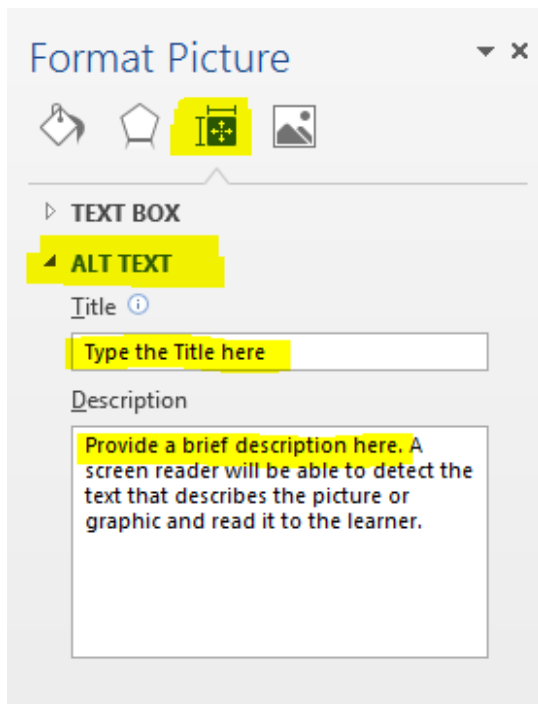 Format Picture
TEXT BOX
ALT TEXT
Title
Type the Title here
Description
Provide a brief description here. A
screen reader will be able to detect the
text that describes the picture or
graphic and read it to the learner.